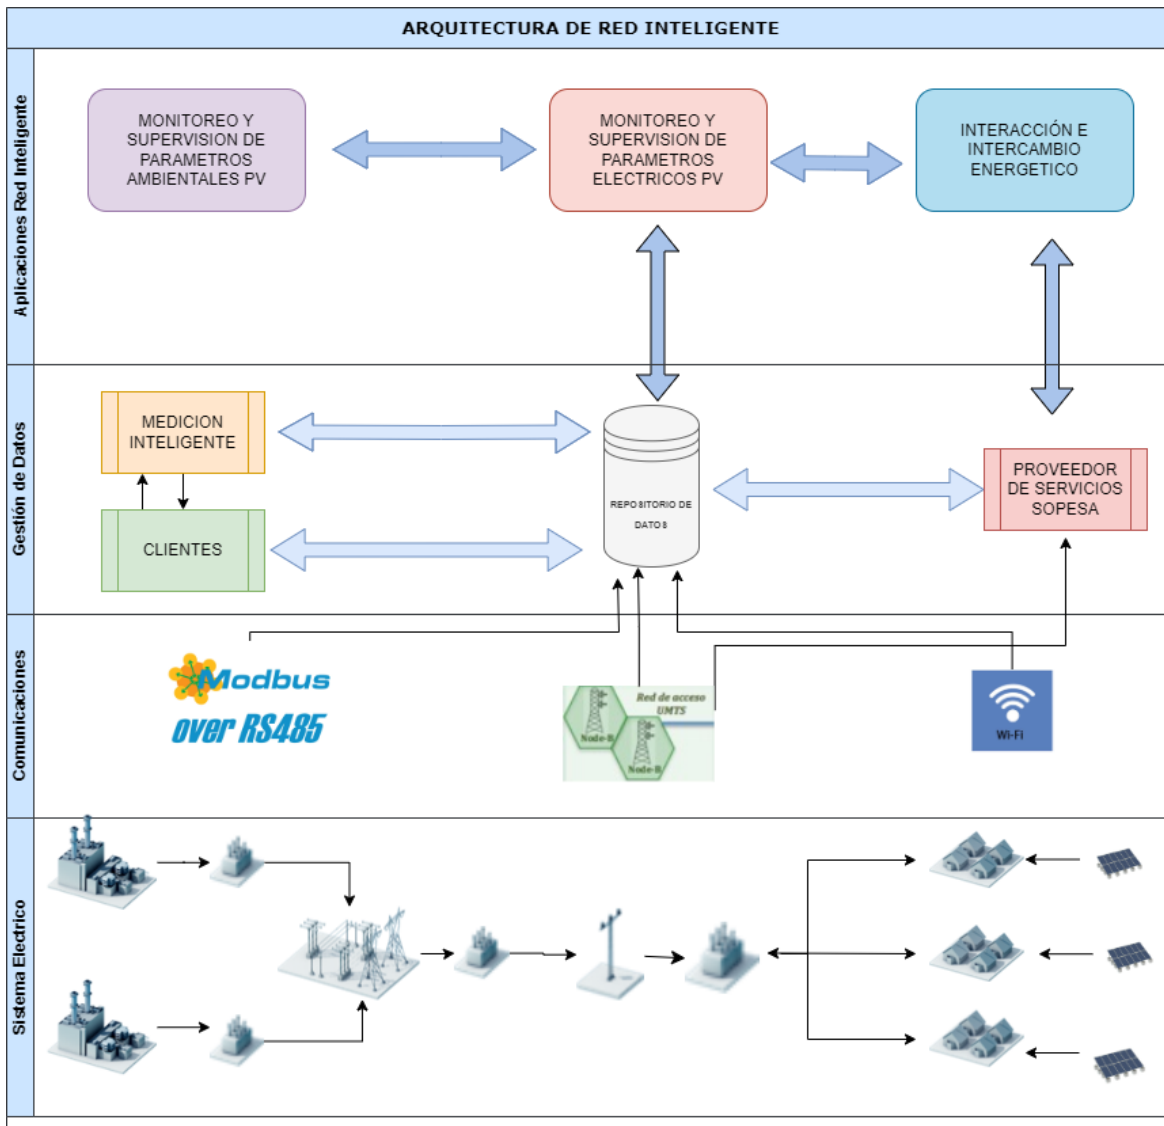 ARQUITECTURA DE RED INTELIGENTE
Aplicaciones Red Inteligente
MONITOREO Y
SUPERVISION DE
PARAMETROS
AMBIENTALES PV
MONITOREO Y
SUPERVISION DE
PARAMETROS
ELECTRICOS PV
INTERACCIÓN E
INTERCAMBIO
ENERGETICO
Gestión de Datos
MEDICION
INTELIGENTE
CLIENTES
REPOSITORIO DE
DATOS
PROVEEDOR
DE SERVICIOS
SOPESA
Comunicaciones
Modbus
over RS485
Red de acceso
UMTS
Node-B
Node-B
Wi-Fi
Sistema Electrico